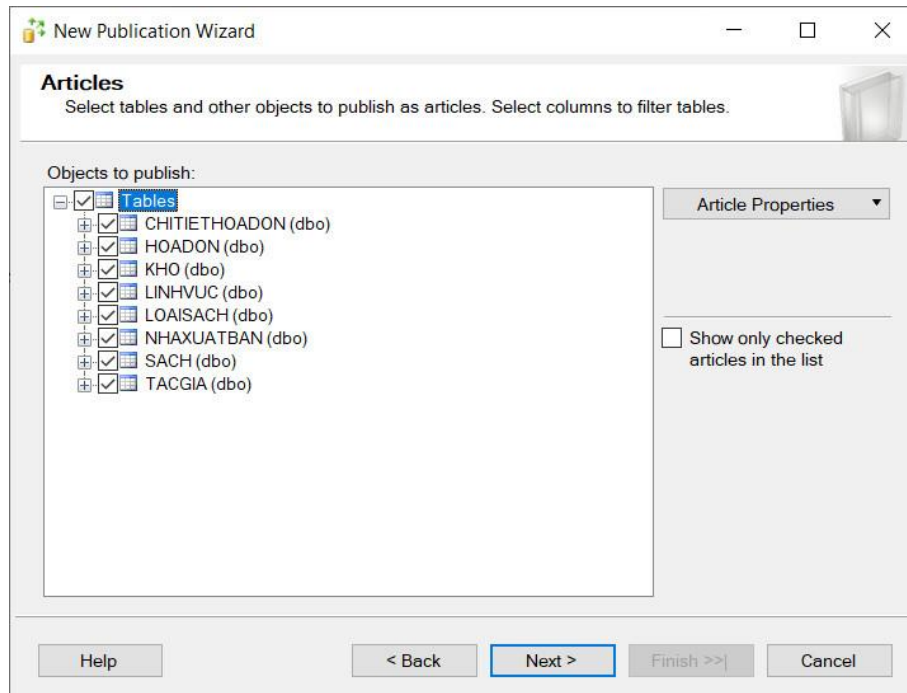 New Publication Wizard
Articles
Select tables and other objects to publish as articles. Select columns to filter tables.
Objects to publish:
Tables
CHITIETHOADON (dbo)
HOADON (dbo)
KHO (dbo)
LINHVUC (dbo)
LOAISACH (dbo)
NHAXUATBAN (dbo)
SACH (dbo)
TACGIA (dbo)
Article Properties
Show only checked
articles in the list
Help
< Back
Next >
Finish >>|
Cancel